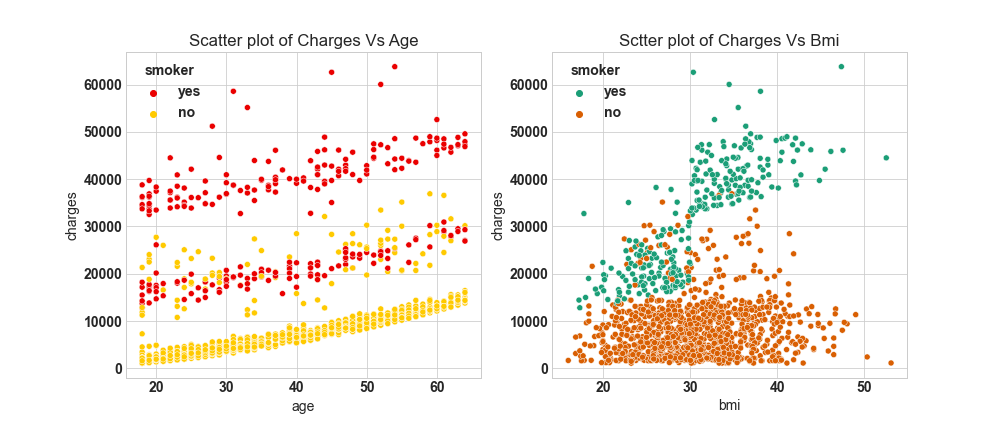 Scatter plot of Charges Vs Age
smoker
yes
no
60000
50000
40000
30000
20000
10000
0
charges
20
30
40
50
60
age
Sctter plot of Charges Vs Bmi
smoker
yes
no
60000
50000
40000
30000
20000
10000
0
charges
20
30
40
50
bmi